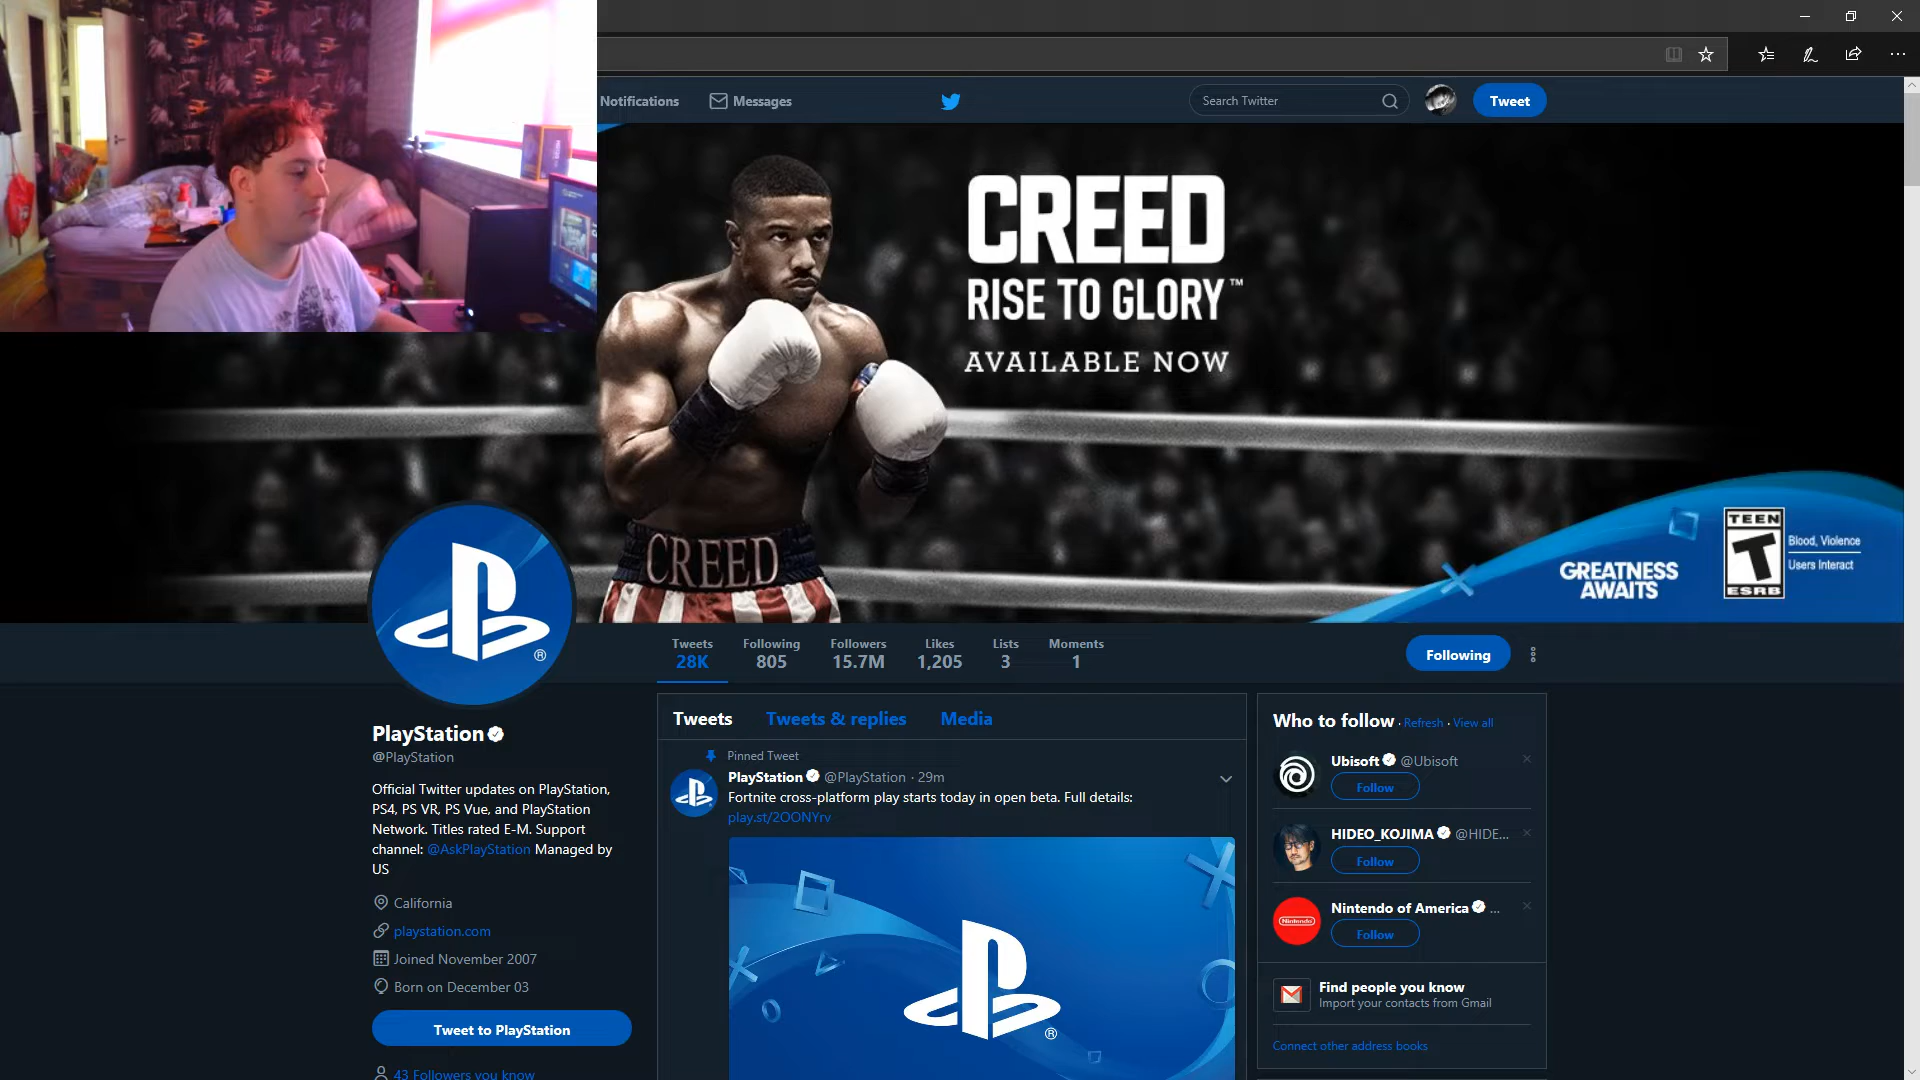 Notifications
Messages
Search Twitter
Tweet
CREED
RISE TO GLORY™
AVAILABLE NOW
CREED
GREATNESS
AWAITS
TEEN
T
ESRB
Blood, Violence
Users Interact
Tweets
28K
Following
805
Followers
15.7M
Likes
1,205
Lists
3
Moments
1
Following
PlayStation
@PlayStation
Official Twitter updates on PlayStation,
PS4, PS VR, PS Vue, and PlayStation
Network. Titles rated E-M. Support
channel: @AskPlayStation Managed by
US
California
playstation.com
Joined November 2007
Born on December 03
Tweet to PlayStation
43 Followers you know
Tweets Tweets & replies Media
Pinned Tweet
PlayStation @PlayStation · 29m
Fortnite cross-platform play starts today in open beta. Full details:
play.st/2OONYrv
®
Who to follow · Refresh · View all
Ubisoft @Ubisoft
Follow
HIDEO_KOJIMA @HIDE...
Follow
Nintendo
Nintendo of America ...
Follow
Find people you know
Import your contacts from Gmail
Connect other address books